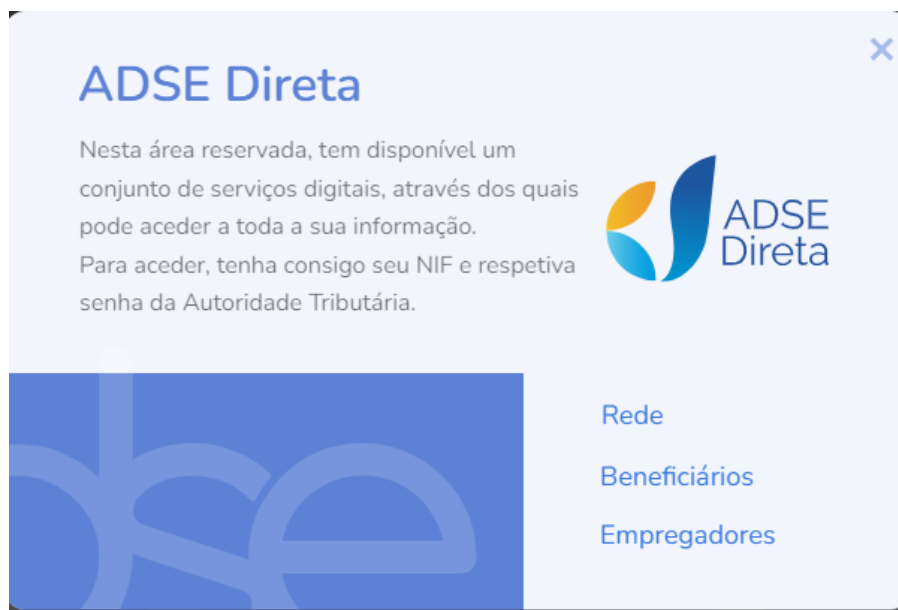 ADSE Direta
Nesta área reservada, tem disponível um
conjunto de serviços digitais, através dos quais
pode aceder a toda a sua informação.
Para aceder, tenha consigo seu NIF e respetiva
senha da Autoridade Tributária.
ADSE
Direta
adse
Rede
Beneficiários
Empregadores